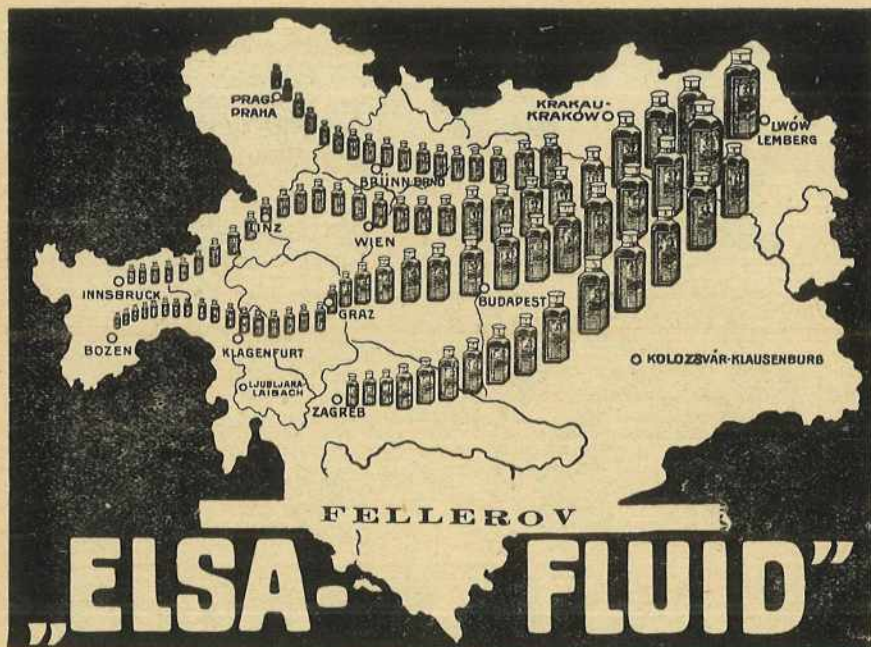 PRAG-
PRAHA
KRAKAU-
KRAKÓW
LWÓW
LEMBERG
BRÜNN BRNO
LINZ
WIEN
INNSBRUCK
BUDAPEST
GRAZ
BOZEN
KLAGENFURT
KOLOZSVÁR-KLAUSENBURG
LJUBLJANA-
LAIBACH
ZAGREB
FELLEROV
„ELSA-FLUID”